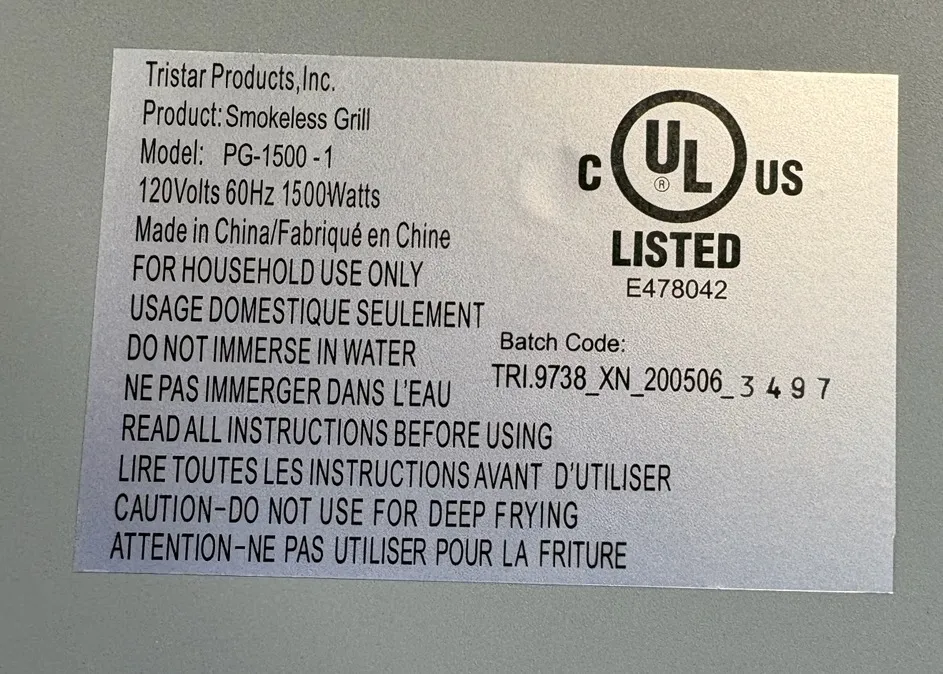 Tristar Products,Inc.
Product: Smokeless Grill
Model: PG-1500 -1
120Volts 60Hz 1500Watts
Made in China/Fabriqué en Chine
FOR HOUSEHOLD USE ONLY
USAGE DOMESTIQUE SEULEMENT
DO NOT IMMERSE IN WATER
NE PAS IMMERGER DANS L'EAU
READ ALL INSTRUCTIONS BEFORE USING
LIRE TOUTES LES INSTRUCTIONS AVANT D'UTILISER
CAUTION-DO NOT USE FOR DEEP FRYING
ATTENTION-NE PAS UTILISER POUR LA FRITURE
C UL ® US
LISTED
E478042
Batch Code:
TRI.9738_XN_200506_3497